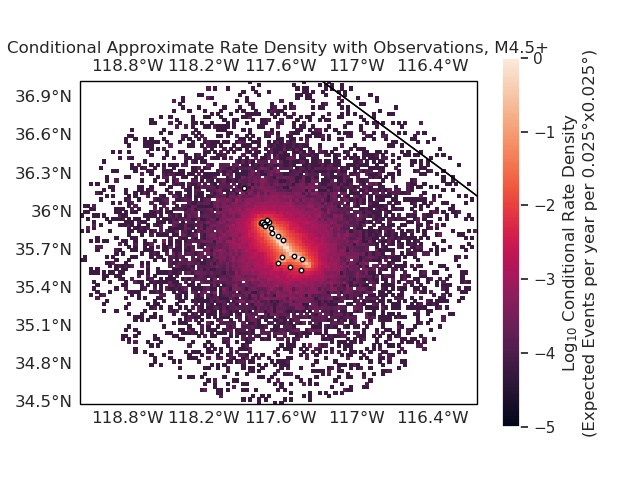 Conditional Approximate Rate Density with Observations, M4.5+
118.8°W 118.2°W 117.6°W 117°W 116.4°W
36.9°N
36.6°N
36.3°N
36°N
35.7°N
35.4°N
35.1°N
34.8°N
34.5°N
118.8°W 118.2°W 117.6°W 117°W 116.4°W
0
−1
−2
−3
−4
−5
Log10 Conditional Rate Density
(Expected Events per year per 0.025°x0.025°)